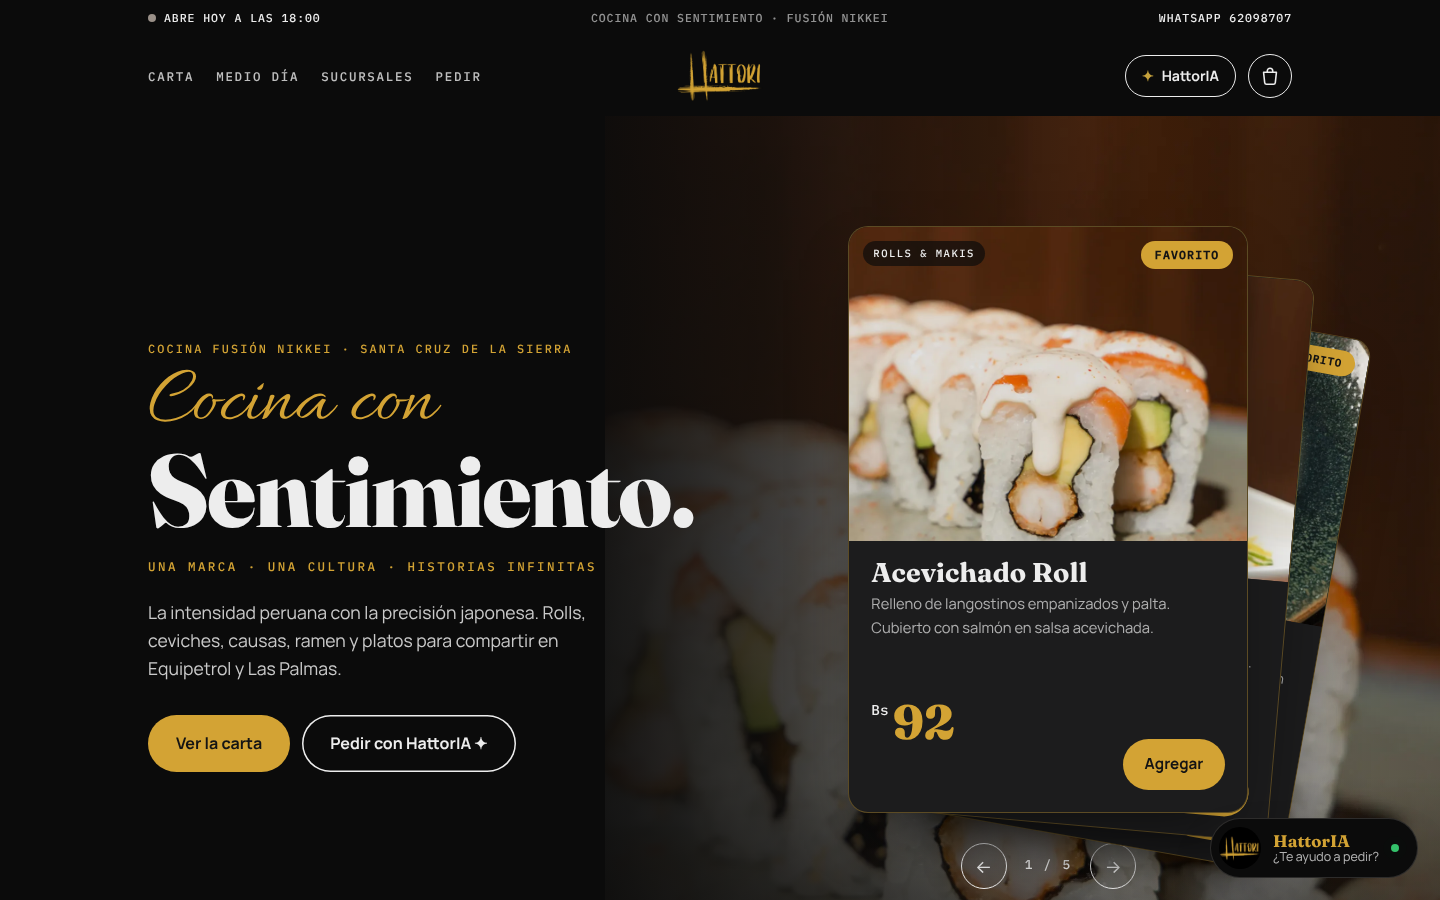 ABRE HOY A LAS 18:00
COCINA CON SENTIMIENTO · FUSIÓN NIKKEI
WHATSAPP 62098707
CARTA MEDIO DÍA SUCURSALES PEDIR
HATTORI
✦ HattorIA
COCINA FUSIÓN NIKKEI · SANTA CRUZ DE LA SIERRA
Cocina con
Sentimiento.
UNA MARCA · UNA CULTURA · HISTORIAS INFINITAS
La intensidad peruana con la precisión japonesa. Rolls,
ceviches, causas, ramen y platos para compartir en
Equipetrol y Las Palmas.
Ver la carta
Pedir con HattorIA ✦
ROLLS & MAKIS
FAVORITO
Acevichado Roll
Relleno de langostinos empanizados y palta.
Cubierto con salmón en salsa acevichada.
Bs 92
Agregar
← 1 / 5 →
HATTORI
HattorIA
¿Te ayudo a pedir?